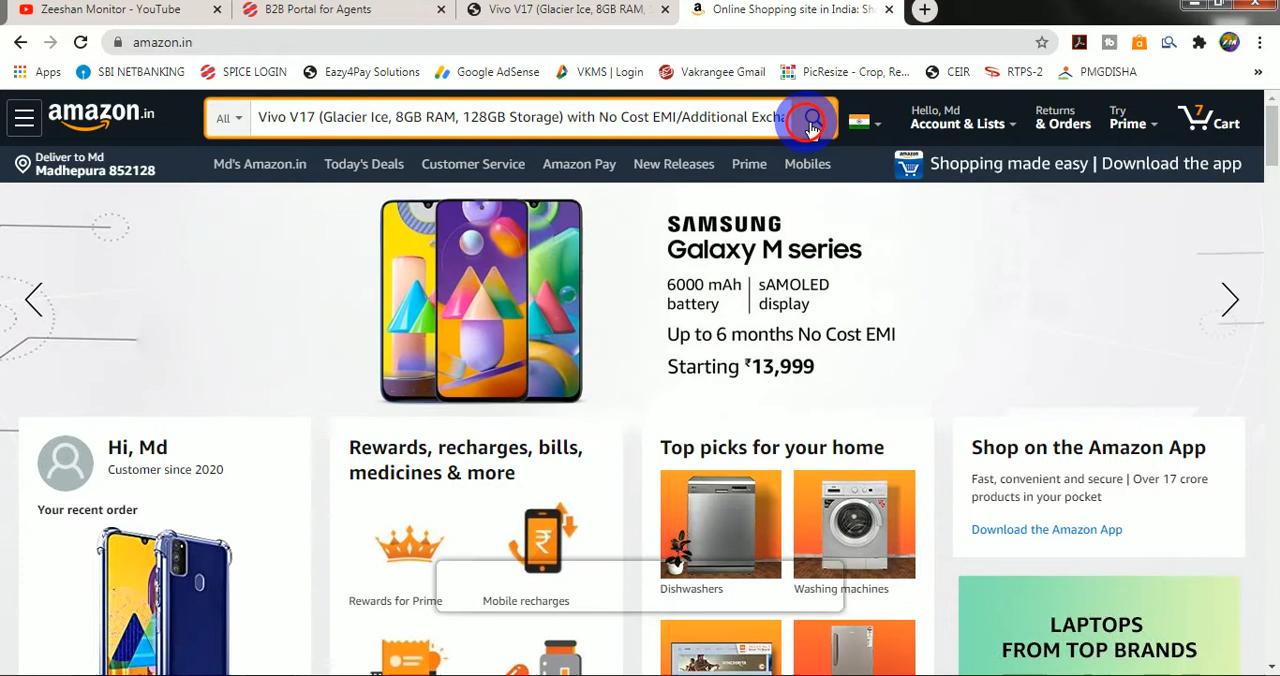 Zeeshan Monitor - YouTube
B2B Portal for Agents
Vivo V17 (Glacier Ice, 8GB RAM,
Online Shopping site in India: Sh
amazon.in
Apps
SBI NETBANKING
SPICE LOGIN
Eazy4Pay Solutions
Google AdSense
VKMS | Login
Vakrangee Gmail
PicResize - Crop, Re...
CEIR
RTPS-2
PMGDISHA
»
amazon.in
All
Vivo V17 (Glacier Ice, 8GB RAM, 128GB Storage) with No Cost EMI/Additional Excha
Hello, Md
Account & Lists
Returns
& Orders
Try
Prime
7
Cart
Deliver to Md
Madhepura 852128
Md's Amazon.in
Today's Deals
Customer Service
Amazon Pay
New Releases
Prime
Mobiles
Shopping made easy | Download the app
SAMSUNG
Galaxy M series
6000 mAh
battery
sAMOLED
display
Up to 6 months No Cost EMI
Starting ₹13,999
Hi, Md
Customer since 2020
Your recent order
Rewards, recharges, bills,
medicines & more
Rewards for Prime
Mobile recharges
Top picks for your home
Dishwashers
Washing machines
Shop on the Amazon App
Fast, convenient and secure | Over 17 crore
products in your pocket
Download the Amazon App
LAPTOPS
FROM TOP BRANDS